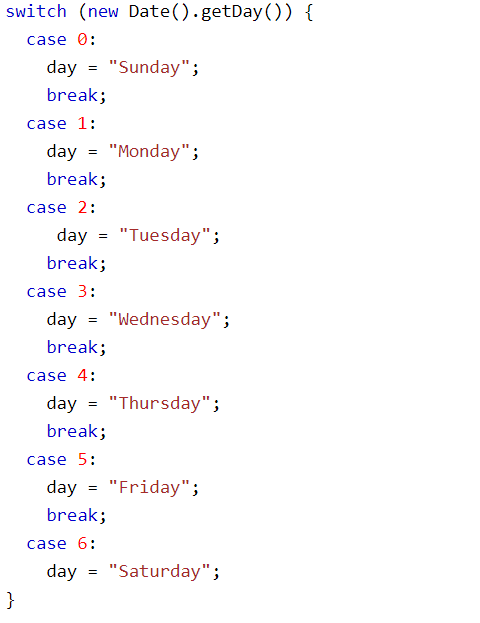 switch (new Date().getDay()) {
  case 0:
    day = "Sunday";
    break;
  case 1:
    day = "Monday";
    break;
  case 2:
     day = "Tuesday";
    break;
  case 3:
    day = "Wednesday";
    break;
  case 4:
    day = "Thursday";
    break;
  case 5:
    day = "Friday";
    break;
  case 6:
    day = "Saturday";
}